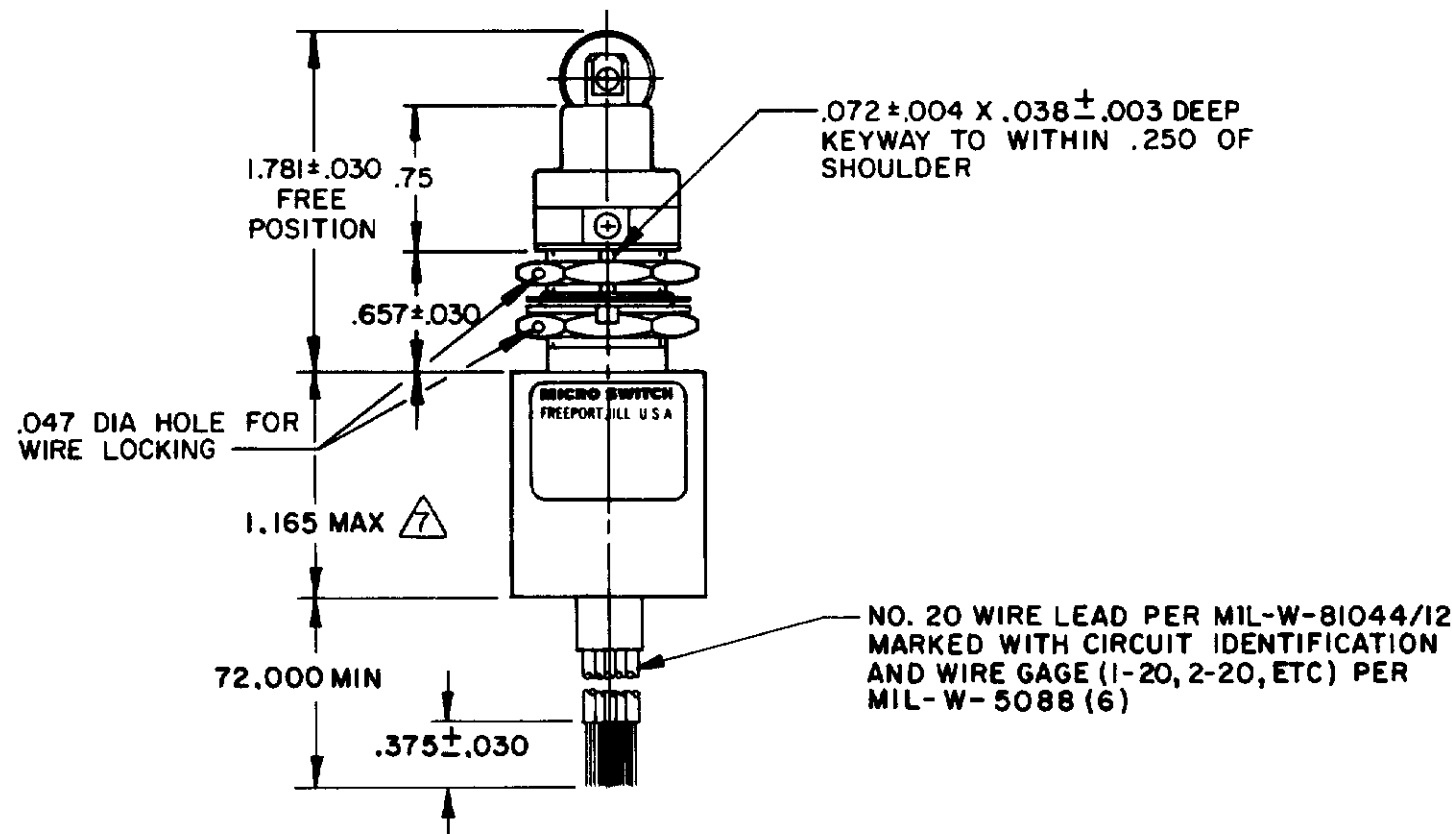 .072±.004 X .038±.003 DEEP
KEYWAY TO WITHIN .250 OF
SHOULDER
1.781±.030
FREE
POSITION
.75
.657±.030
.047 DIA HOLE FOR
WIRE LOCKING
MICRO SWITCH
FREEPORT, ILL U S A
1.165 MAX 7
NO. 20 WIRE LEAD PER MIL-W-81044/12
MARKED WITH CIRCUIT IDENTIFICATION
AND WIRE GAGE (1-20, 2-20, ETC) PER
MIL-W-5088 (6)
72.000 MIN
.375±.030